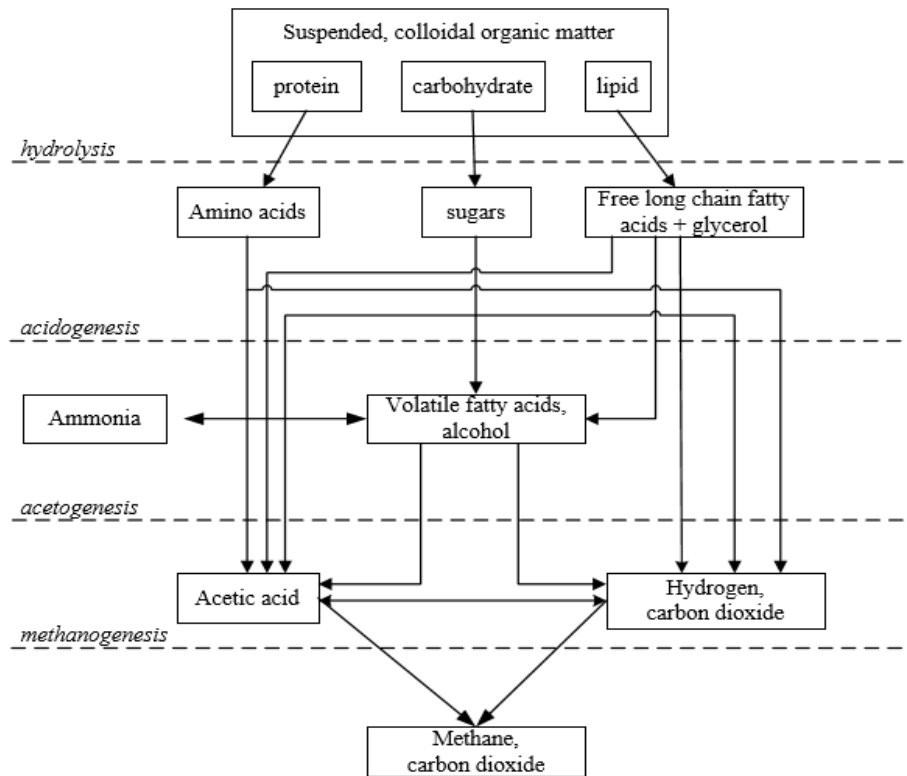 Suspended, colloidal organic matter
protein
carbohydrate
lipid
hydrolysis
Amino acids
sugars
Free long chain fatty
acids + glycerol
acidogenesis
Ammonia
Volatile fatty acids,
alcohol
acetogenesis
Acetic acid
Hydrogen,
carbon dioxide
methanogenesis
Methane,
carbon dioxide